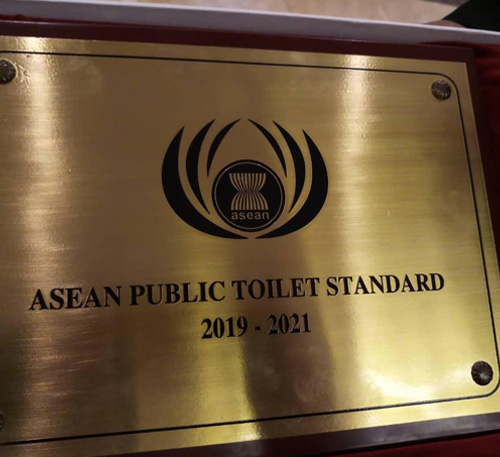 asean
ASEAN PUBLIC TOILET STANDARD
2019 - 2021